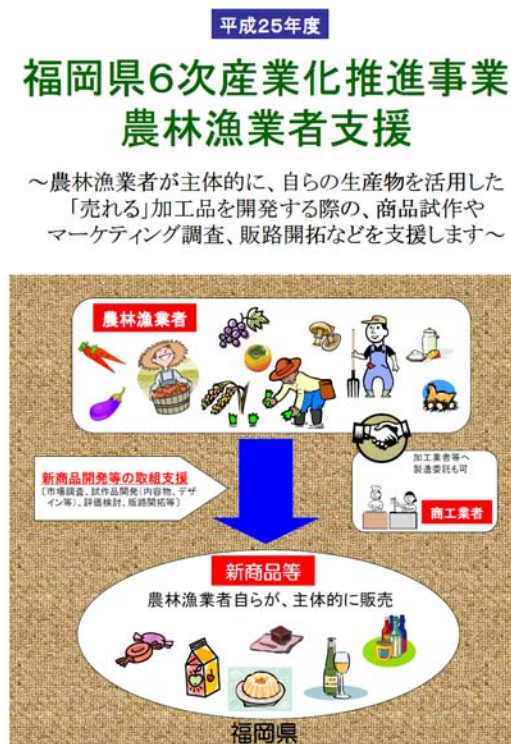 平成25年度
福岡県6次産業化推進事業
農林漁業者支援
～農林漁業者が主体的に、自らの生産物を活用した
「売れる」加工品を開発する際の、商品試作や
マーケティング調査、販路開拓などを支援します～
農林漁業者
加工業者等へ
製造委託も可
商工業者
新商品開発等の取組支援
［市場調査、試作品開発（内容物、デザ
イン等）、評価検討、販路開拓等］
新商品等
農林漁業者自らが、主体的に販売
福岡県